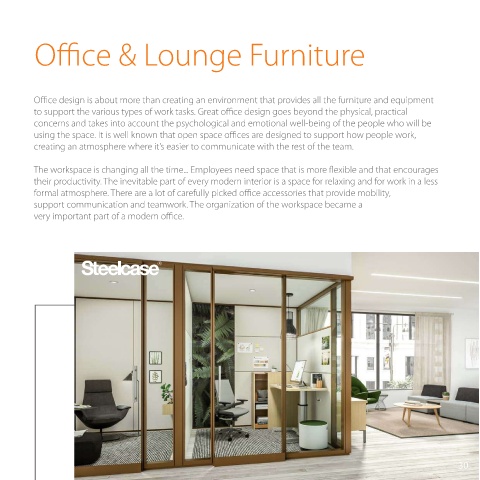 Office & Lounge Furniture
Office design is about more than creating an environment that provides all the furniture and equipment
to support the various types of work tasks. Great office design goes beyond the physical, practical
concerns and takes into account the psychological and emotional well-being of the people who will be
using the space. It is well known that open space offices are designed to support how people work,
creating an atmosphere where it's easier to communicate with the rest of the team.
The workspace is changing all the time... Employees need space that is more flexible and that encourages
their productivity. The inevitable part of every modern interior is a space for relaxing and for work in a less
formal atmosphere. There are a lot of carefully picked office accessories that provide mobility,
support communication and teamwork. The organization of the workspace became a
very important part of a modern office.
Steelcase®